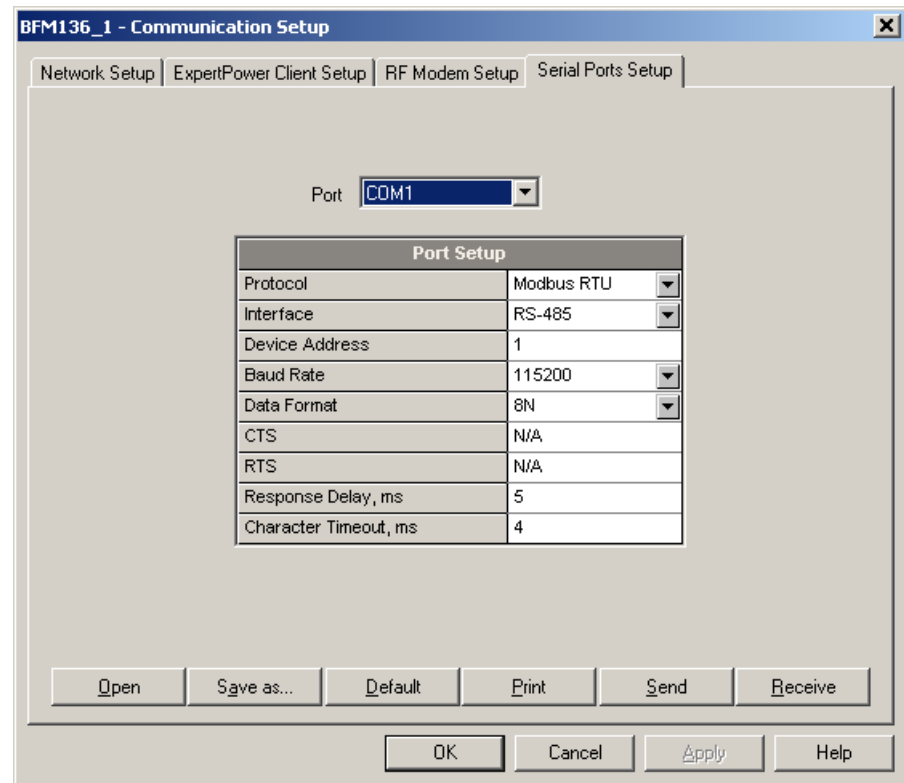 BFM136_1 - Communication Setup
Network Setup ExpertPower Client Setup RF Modem Setup Serial Ports Setup
Port COM1
Port Setup
Protocol Modbus RTU
Interface RS-485
Device Address 1
Baud Rate 115200
Data Format 8N
CTS N/A
RTS N/A
Response Delay, ms 5
Character Timeout, ms 4
Open Save as... Default Print Send Receive
OK Cancel Apply Help